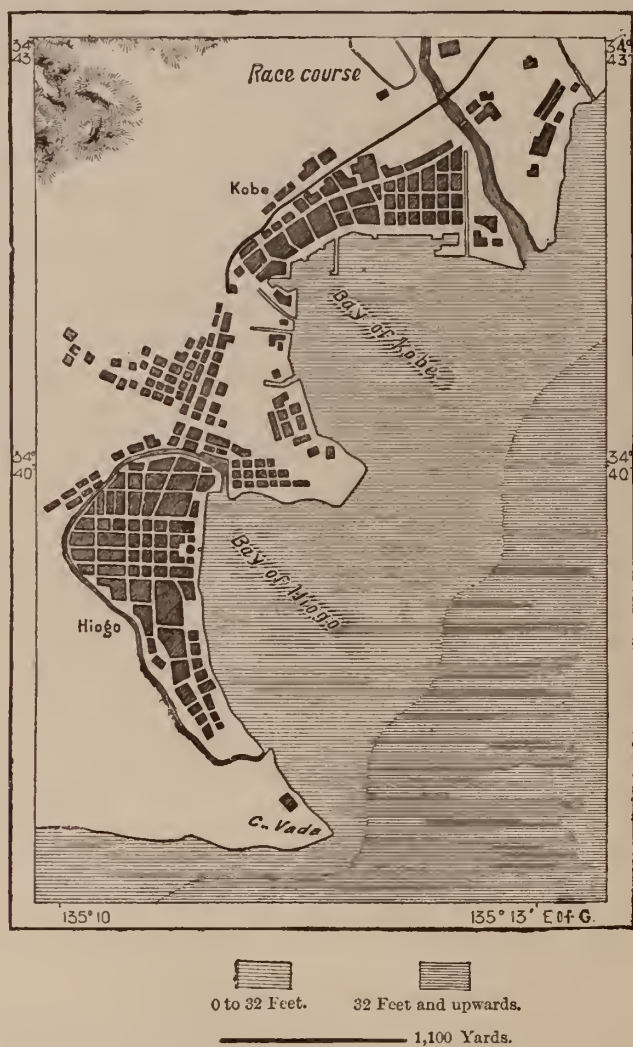 34°
43'
34°
43'
Race course
Kobe
Bay of Kobe
34°
40'
34°
40'
Bay of Hiogo
Hiogo
C. Vada
135°10
135°13' E of G.
0 to 32 Feet.
32 Feet and upwards.
1,100 Yards.